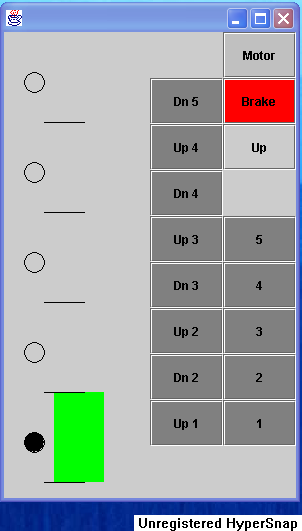 Motor
Dn 5 Brake
Up 4 Up
Dn 4
Up 3 5
Dn 3 4
Up 2 3
Dn 2 2
Up 1 1
Unregistered HyperSnap